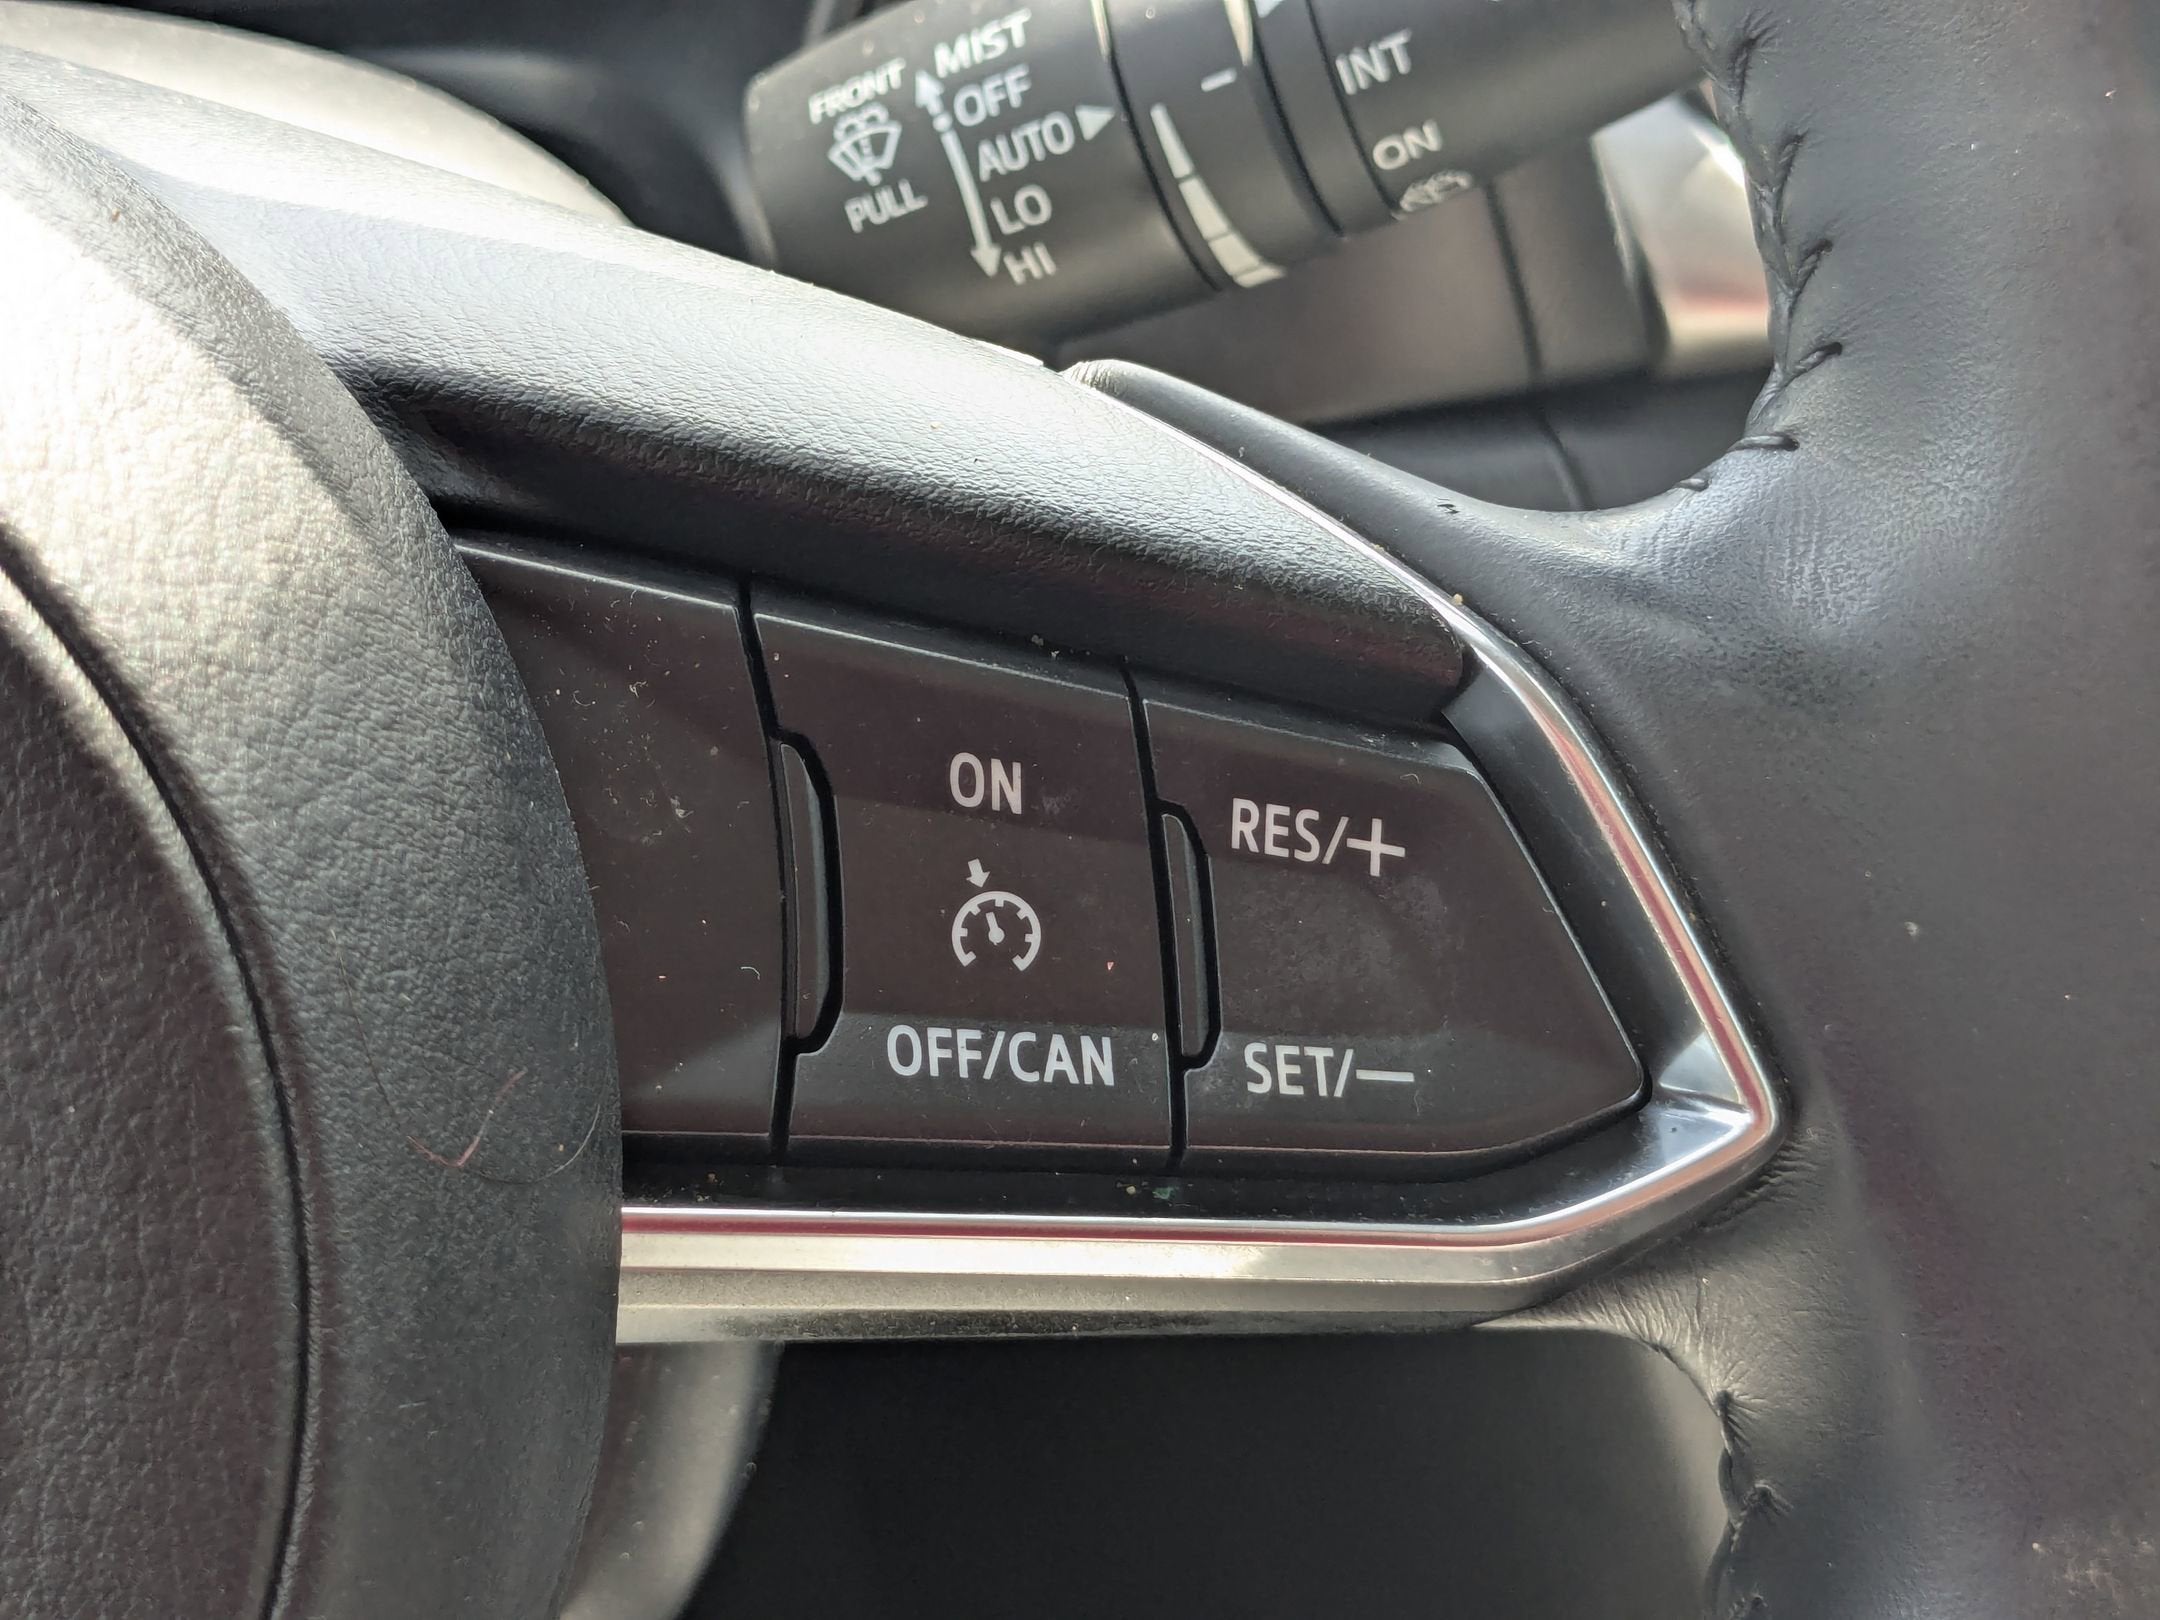 FRONT
PULL
MIST
OFF
AUTO
LO
HI
INT
ON
ON
OFF/CAN
RES/+
SET/—